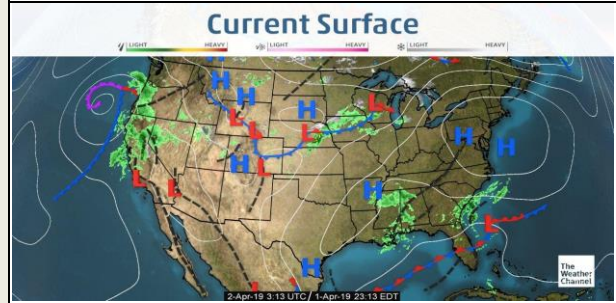 Current Surface
LIGHT HEAVY LIGHT HEAVY LIGHT HEAVY
H
H
H
H
L
L
L
L
H
H
L
H
H
L
L
L
H
L
L
The
Weather
Channel
2-Apr-19 3:13 UTC / 1-Apr-19 23:13 EDT